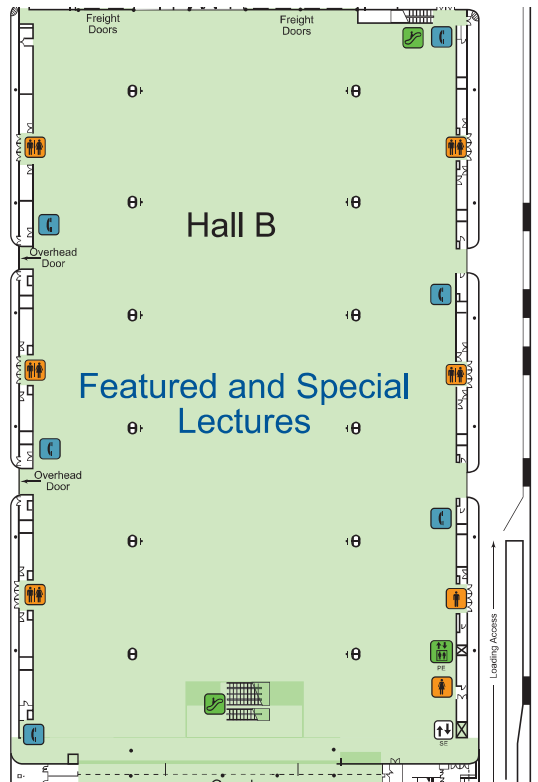 Freight
Doors
Freight
Doors
Hall B
Overhead
Door
Featured and Special
Lectures
Overhead
Door
Loading Access
PE
SE